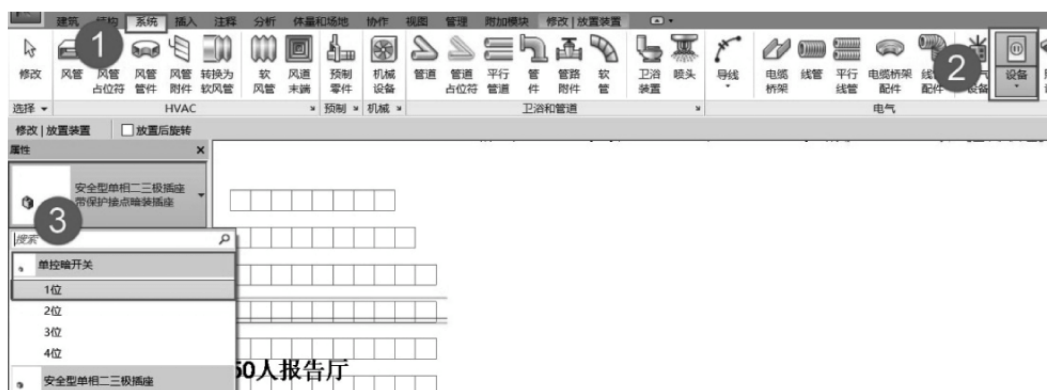 建筑 结构 系统 插入 注释 分析 体量和场地 协作 视图 管理 附加模块 修改 | 放置装置
1 2
修改 风管 风管占位符 风管管件 风管附件 转换为软风管 软风管 风道末端 预制零件 机械设备 管道 管道占位符 平行管道 管件 管路附件 软管 卫浴装置 喷头 导线 电缆桥架 线管 平行线管 电缆桥架配件 设备
选择 HVAC 预制 机械 卫浴和管道 电气
修改 | 放置装置 放置后旋转
属性
安全型单相二三极插座
带保护接点暗装插座
3
搜索
单控暗开关
1位
2位
3位
4位
50人报告厅
安全型单相二三极插座